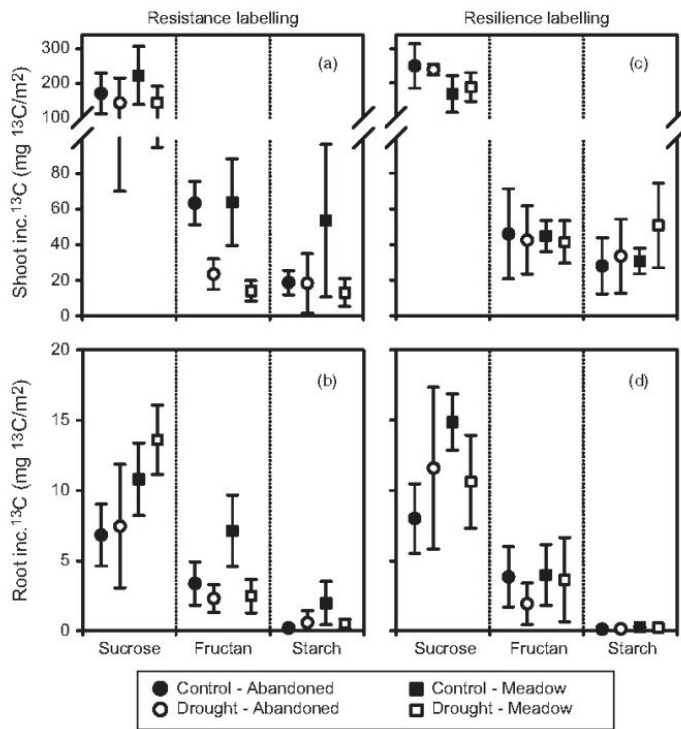 Resistance labelling
Resilience labelling
Shoot inc.¹³C (mg ¹³C/m²)
300
200
100
80
60
40
20
0
(a)
(c)
Root inc.¹³C (mg ¹³C/m²)
20
15
10
5
0
(b)
(d)
Sucrose Fructan Starch
Sucrose Fructan Starch
Control - Abandoned
Control - Meadow
Drought - Abandoned
Drought - Meadow